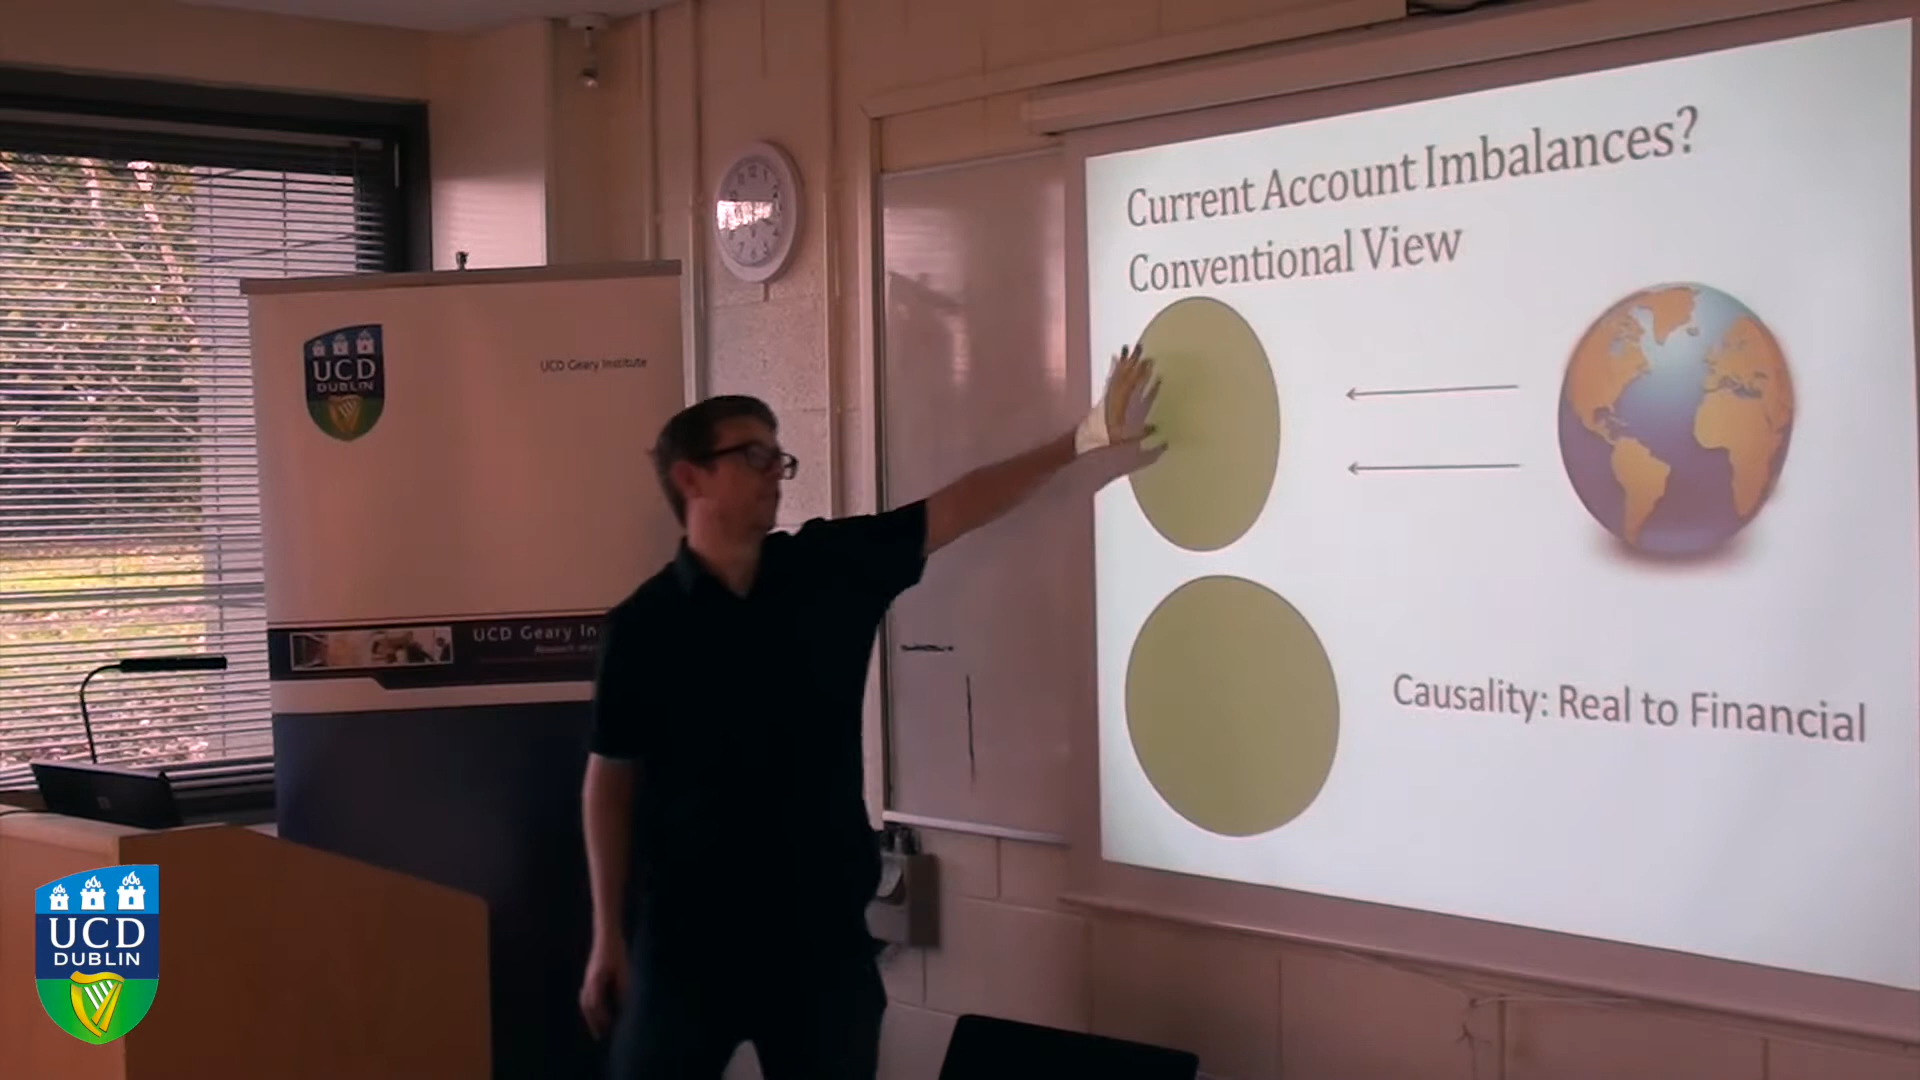 Current Account Imbalances?
Conventional View
Causality: Real to Financial
UCD
DUBLIN
UCD Geary Institute
UCD Geary In
UCD
DUBLIN